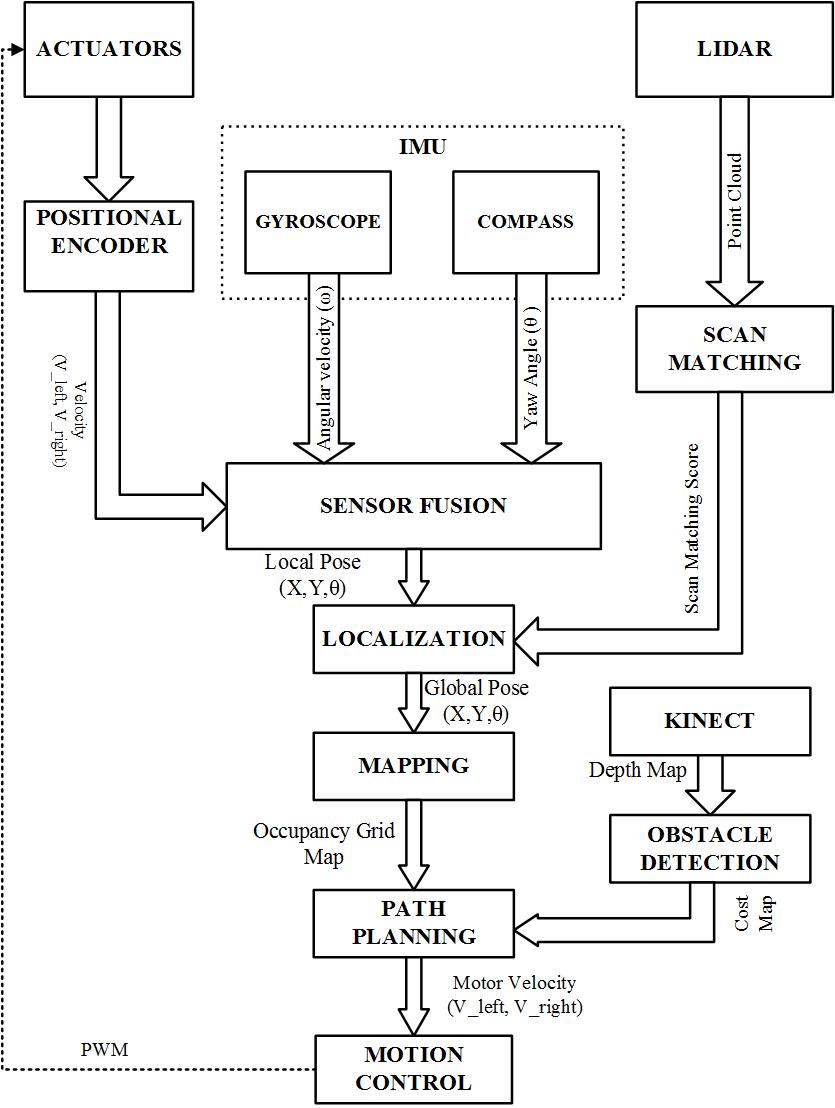 ACTUATORS
LIDAR
IMU
GYROSCOPE
COMPASS
Point Cloud
POSITIONAL
ENCODER
Angular velocity (ω)
Yaw Angle (θ )
SCAN
MATCHING
Velocity
(V_left, V_right)
SENSOR FUSION
Scan Matching Score
Local Pose
(X,Y,θ)
LOCALIZATION
Global Pose
(X,Y,θ)
KINECT
MAPPING
Depth Map
Occupancy Grid
Map
OBSTACLE
DETECTION
PATH
PLANNING
Cost
Map
Motor Velocity
(V_left, V_right)
PWM
MOTION
CONTROL